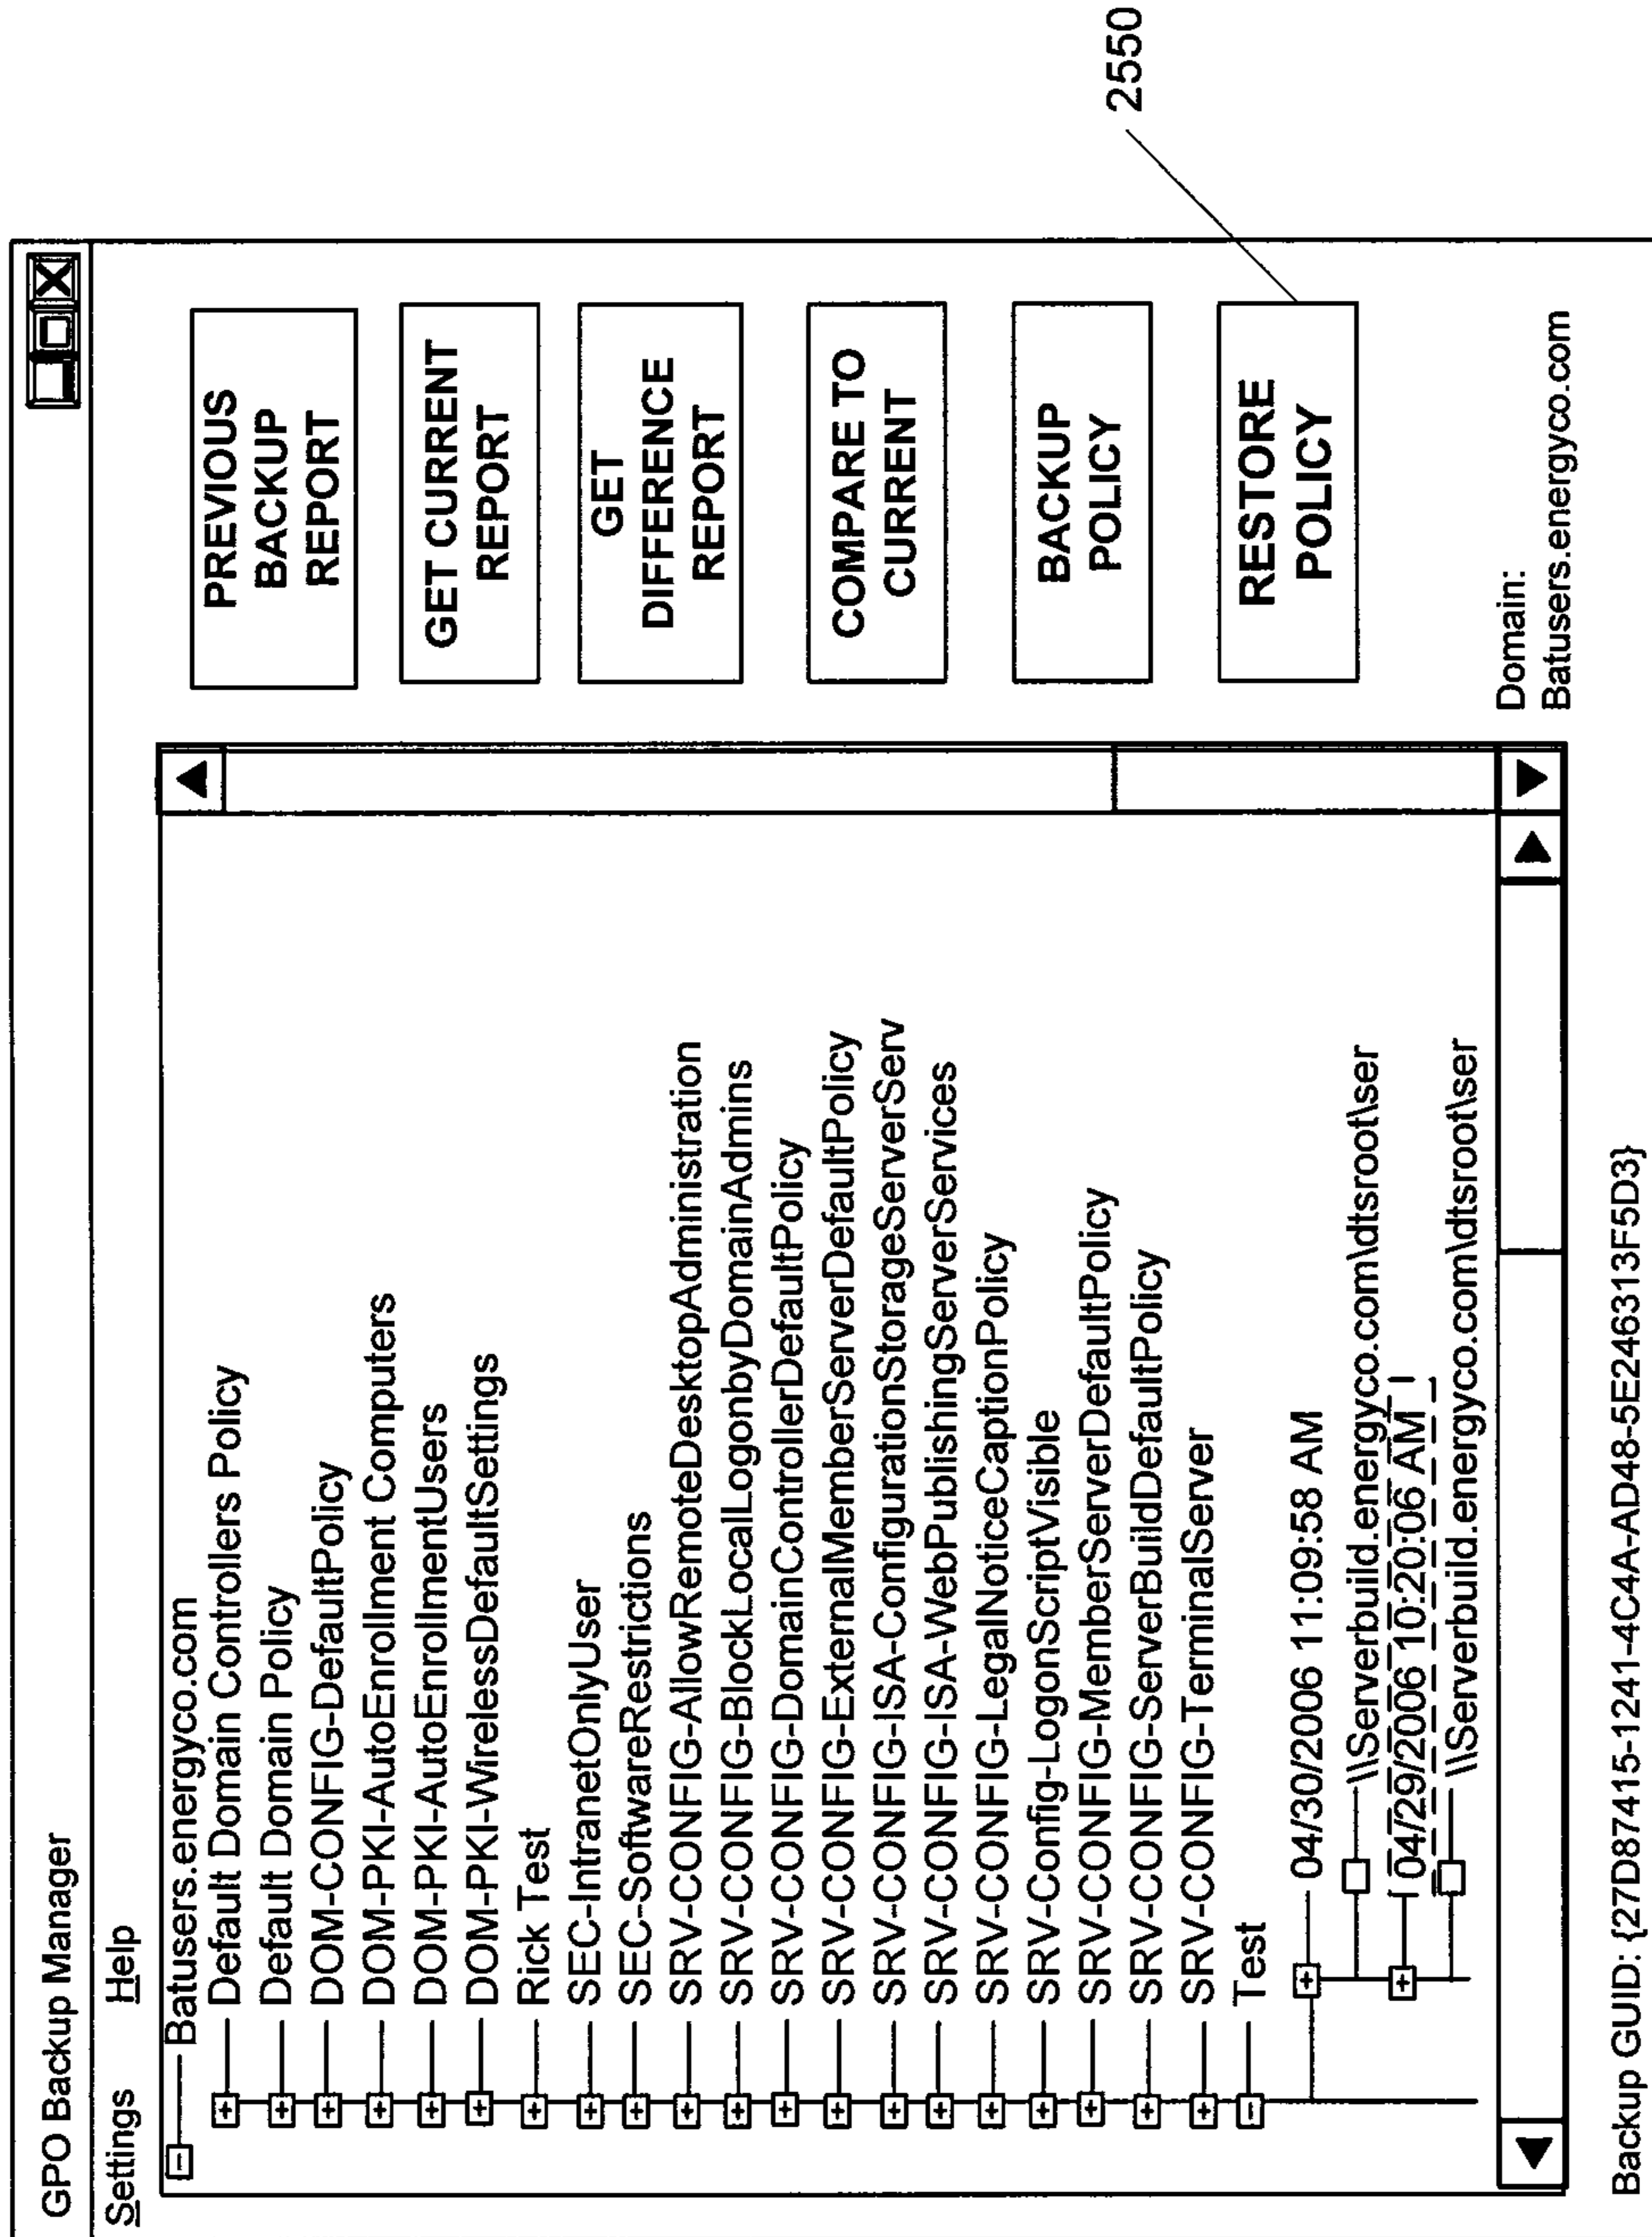 GPO Backup Manager
Settings Help
Batusers.energyco.com
Default Domain Controllers Policy
Default Domain Policy
DOM-CONFIG-DefaultPolicy
DOM-PKI-AutoEnrollment Computers
DOM-PKI-AutoEnrollmentUsers
DOM-PKI-WirelessDefaultSettings
Rick Test
SEC-IntranetOnlyUser
SEC-SoftwareRestrictions
SRV-CONFIG-AllowRemoteDesktopAdministration
SRV-CONFIG-BlockLocalLogonbyDomainAdmins
SRV-CONFIG-DomainControllerDefaultPolicy
SRV-CONFIG-ExternalMemberServerDefaultPolicy
SRV-CONFIG-ISA-ConfigurationStorageServerServ
SRV-CONFIG-ISA-WebPublishingServerServices
SRV-CONFIG-LegalNoticeCaptionPolicy
SRV-Config-LogonScriptVisible
SRV-CONFIG-MemberServerDefaultPolicy
SRV-CONFIG-ServerBuildDefaultPolicy
SRV-CONFIG-TerminalServer
Test
04/30/2006 11:09:58 AM
\\Serverbuild.energyco.com\dtsroot\ser
04/29/2006 10:20:06 AM
\\Serverbuild.energyco.com\dtsroot\ser
PREVIOUS
BACKUP
REPORT
GET CURRENT
REPORT
GET
DIFFERENCE
REPORT
COMPARE TO
CURRENT
BACKUP
POLICY
RESTORE
POLICY
2550
Domain:
Batusers.energyco.com
Backup GUID: {27D87415-1241-4C4A-AD48-5E246313F5D3}